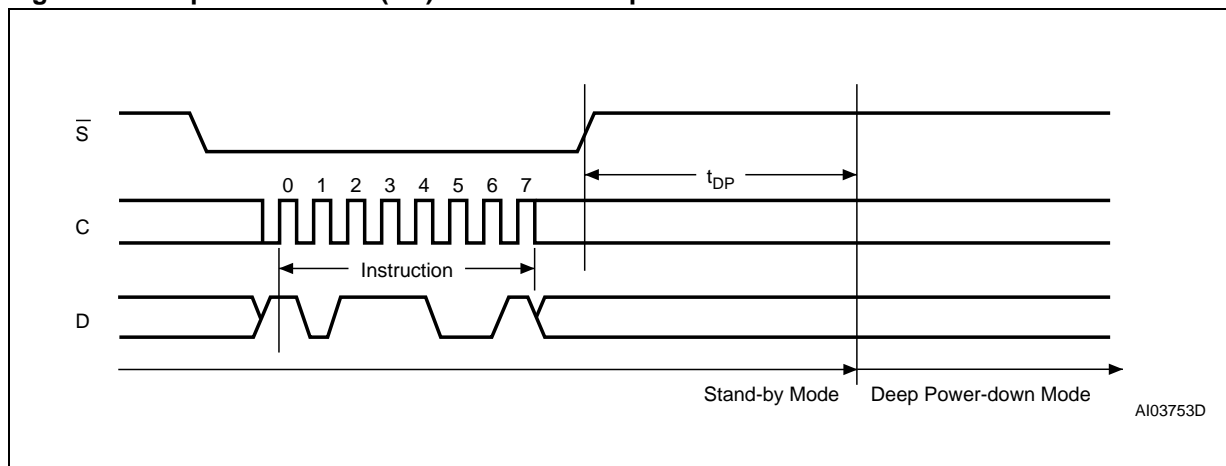 S
0 1 2 3 4 5 6 7
tDP
C
Instruction
D
Stand-by Mode
Deep Power-down Mode
AI03753D